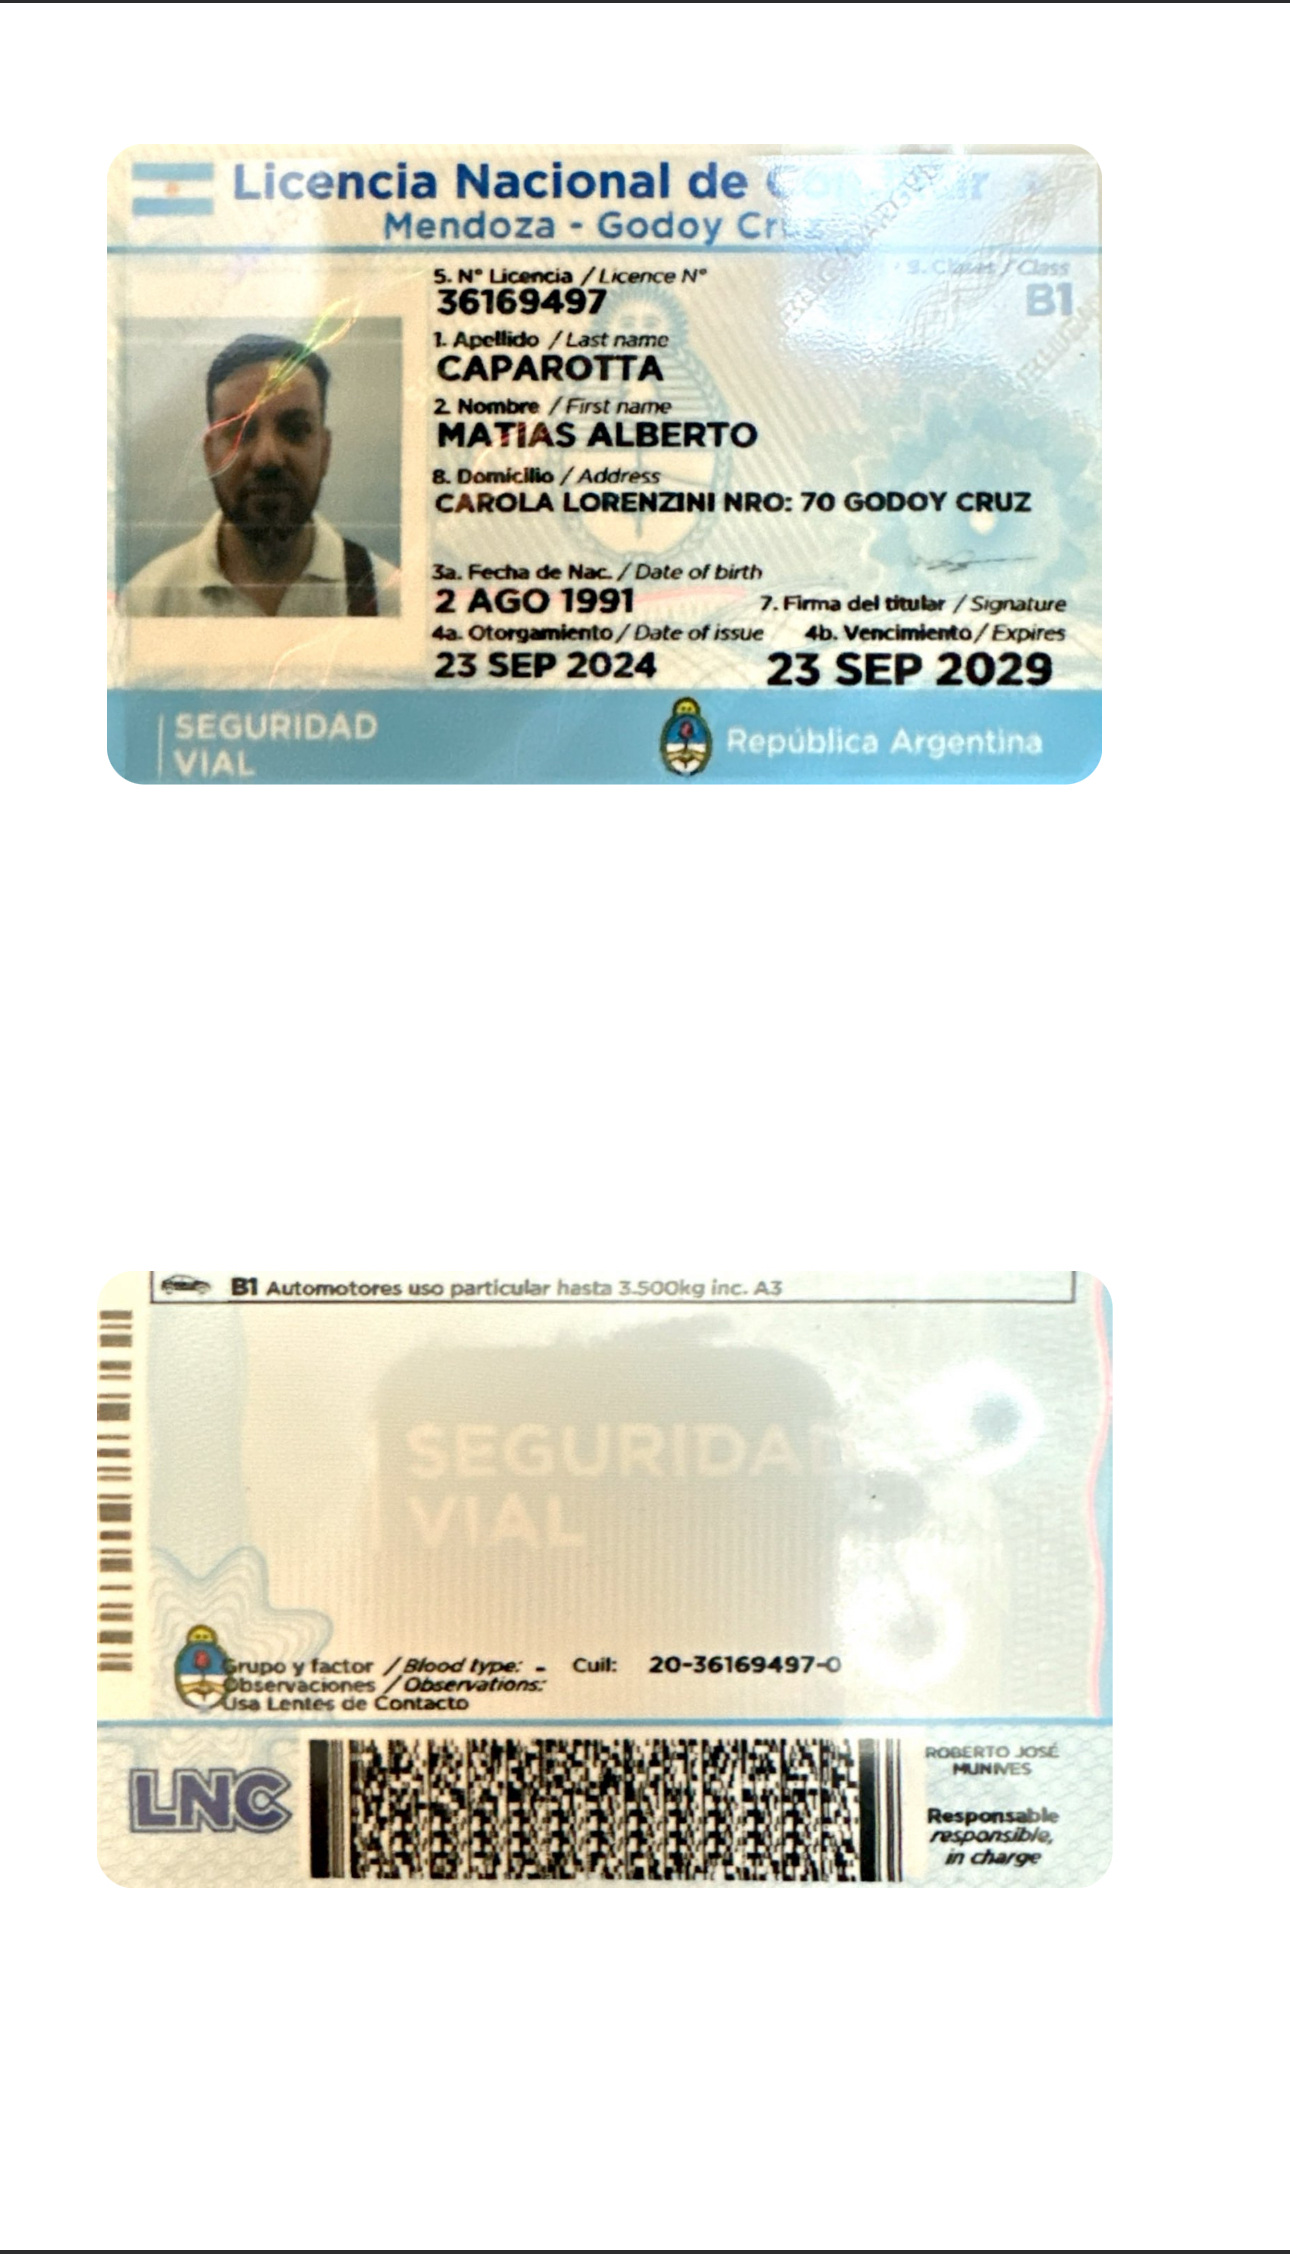 Licencia Nacional de Conducir
Mendoza - Godoy Cruz
5. N° Licencia / Licence N°
36169497
9. Clases / Class
B1
1. Apellido / Last name
CAPAROTTA
2. Nombre / First name
MATIAS ALBERTO
8. Domicilio / Address
CAROLA LORENZINI NRO: 70 GODOY CRUZ
3a. Fecha de Nac. / Date of birth
2 AGO 1991
7. Firma del titular / Signature
4a. Otorgamiento / Date of issue
4b. Vencimiento / Expires
23 SEP 2024
23 SEP 2029
SEGURIDAD
VIAL
República Argentina
B1 Automotores uso particular hasta 3.500kg inc. A3
SEGURIDAD
VIAL
Grupo y factor / Blood type: - Cuil: 20-36169497-0
Observaciones / Observations:
Usa Lentes de Contacto
LNC
ROBERTO JOSÉ
MUNIVES
Responsable
responsible,
in charge